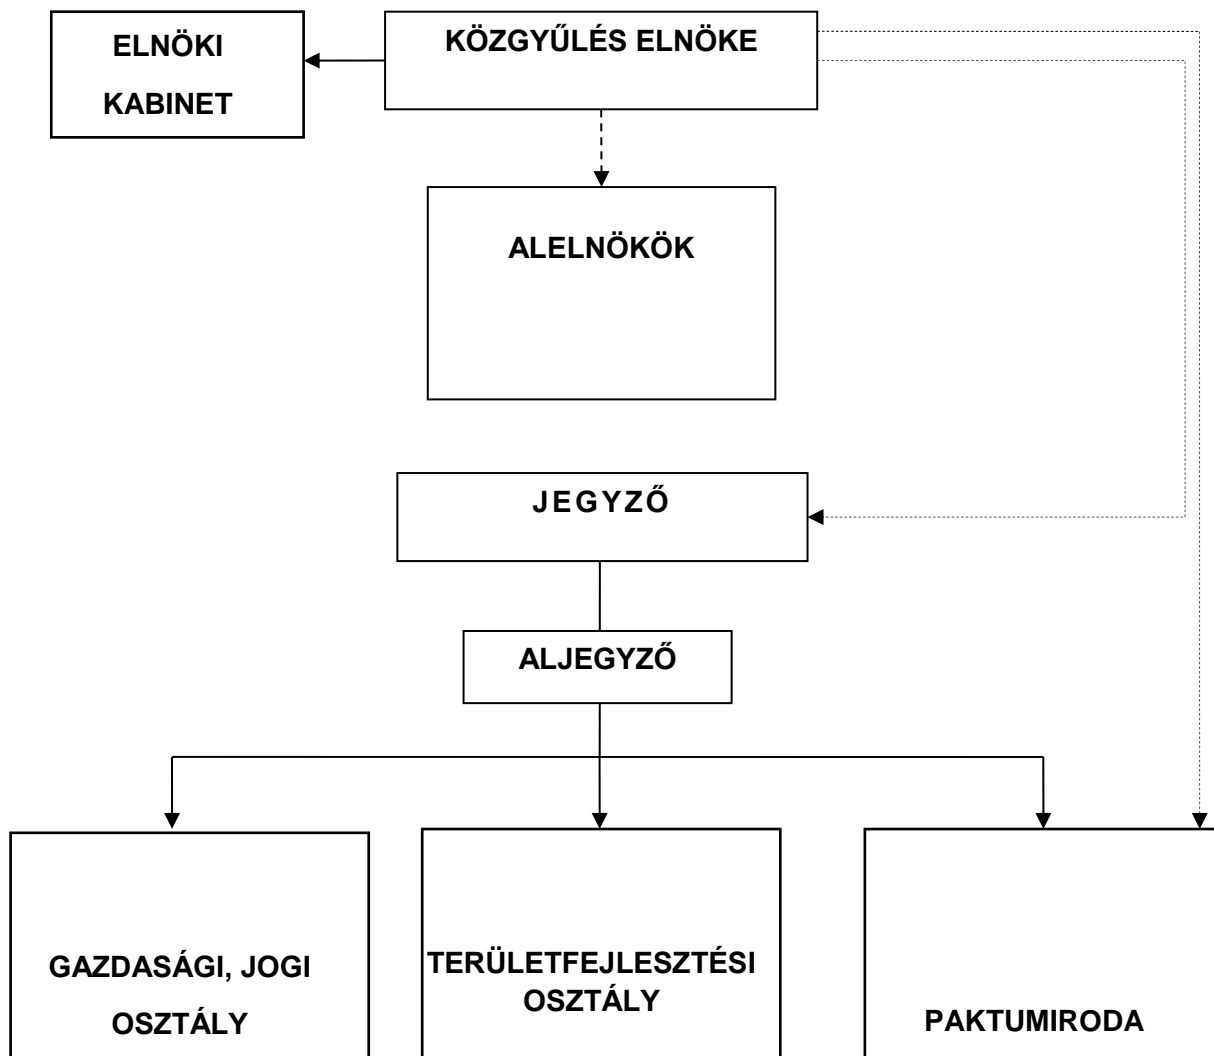 ELNÖKI
KABINET
KÖZGYŰLÉS ELNÖKE
ALELNÖKÖK
JEGYZŐ
ALJEGYZŐ
GAZDASÁGI, JOGI
OSZTÁLY
TERÜLETFEJLESZTÉSI
OSZTÁLY
PAKTUMIRODA